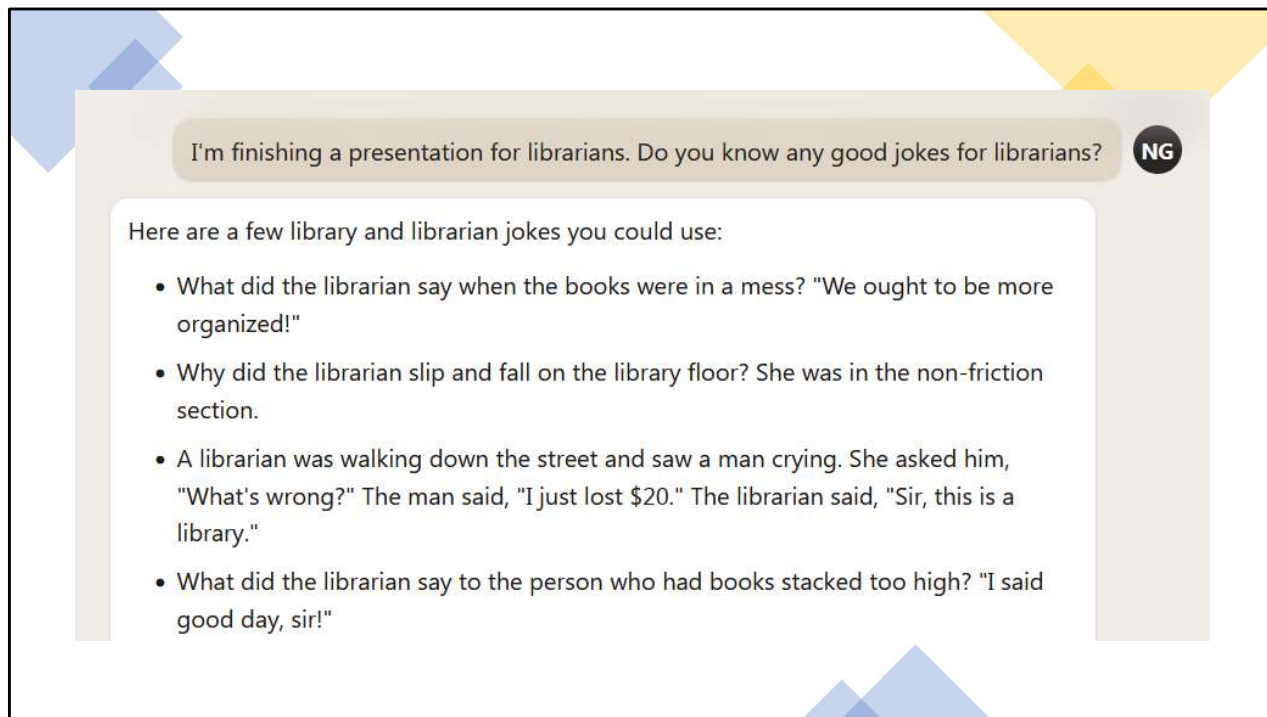 I'm finishing a presentation for librarians. Do you know any good jokes for librarians?
NG
Here are a few library and librarian jokes you could use:
• What did the librarian say when the books were in a mess? "We ought to be more
organized!"
• Why did the librarian slip and fall on the library floor? She was in the non-friction
section.
• A librarian was walking down the street and saw a man crying. She asked him,
"What's wrong?" The man said, "I just lost $20." The librarian said, "Sir, this is a
library."
• What did the librarian say to the person who had books stacked too high? "I said
good day, sir!"